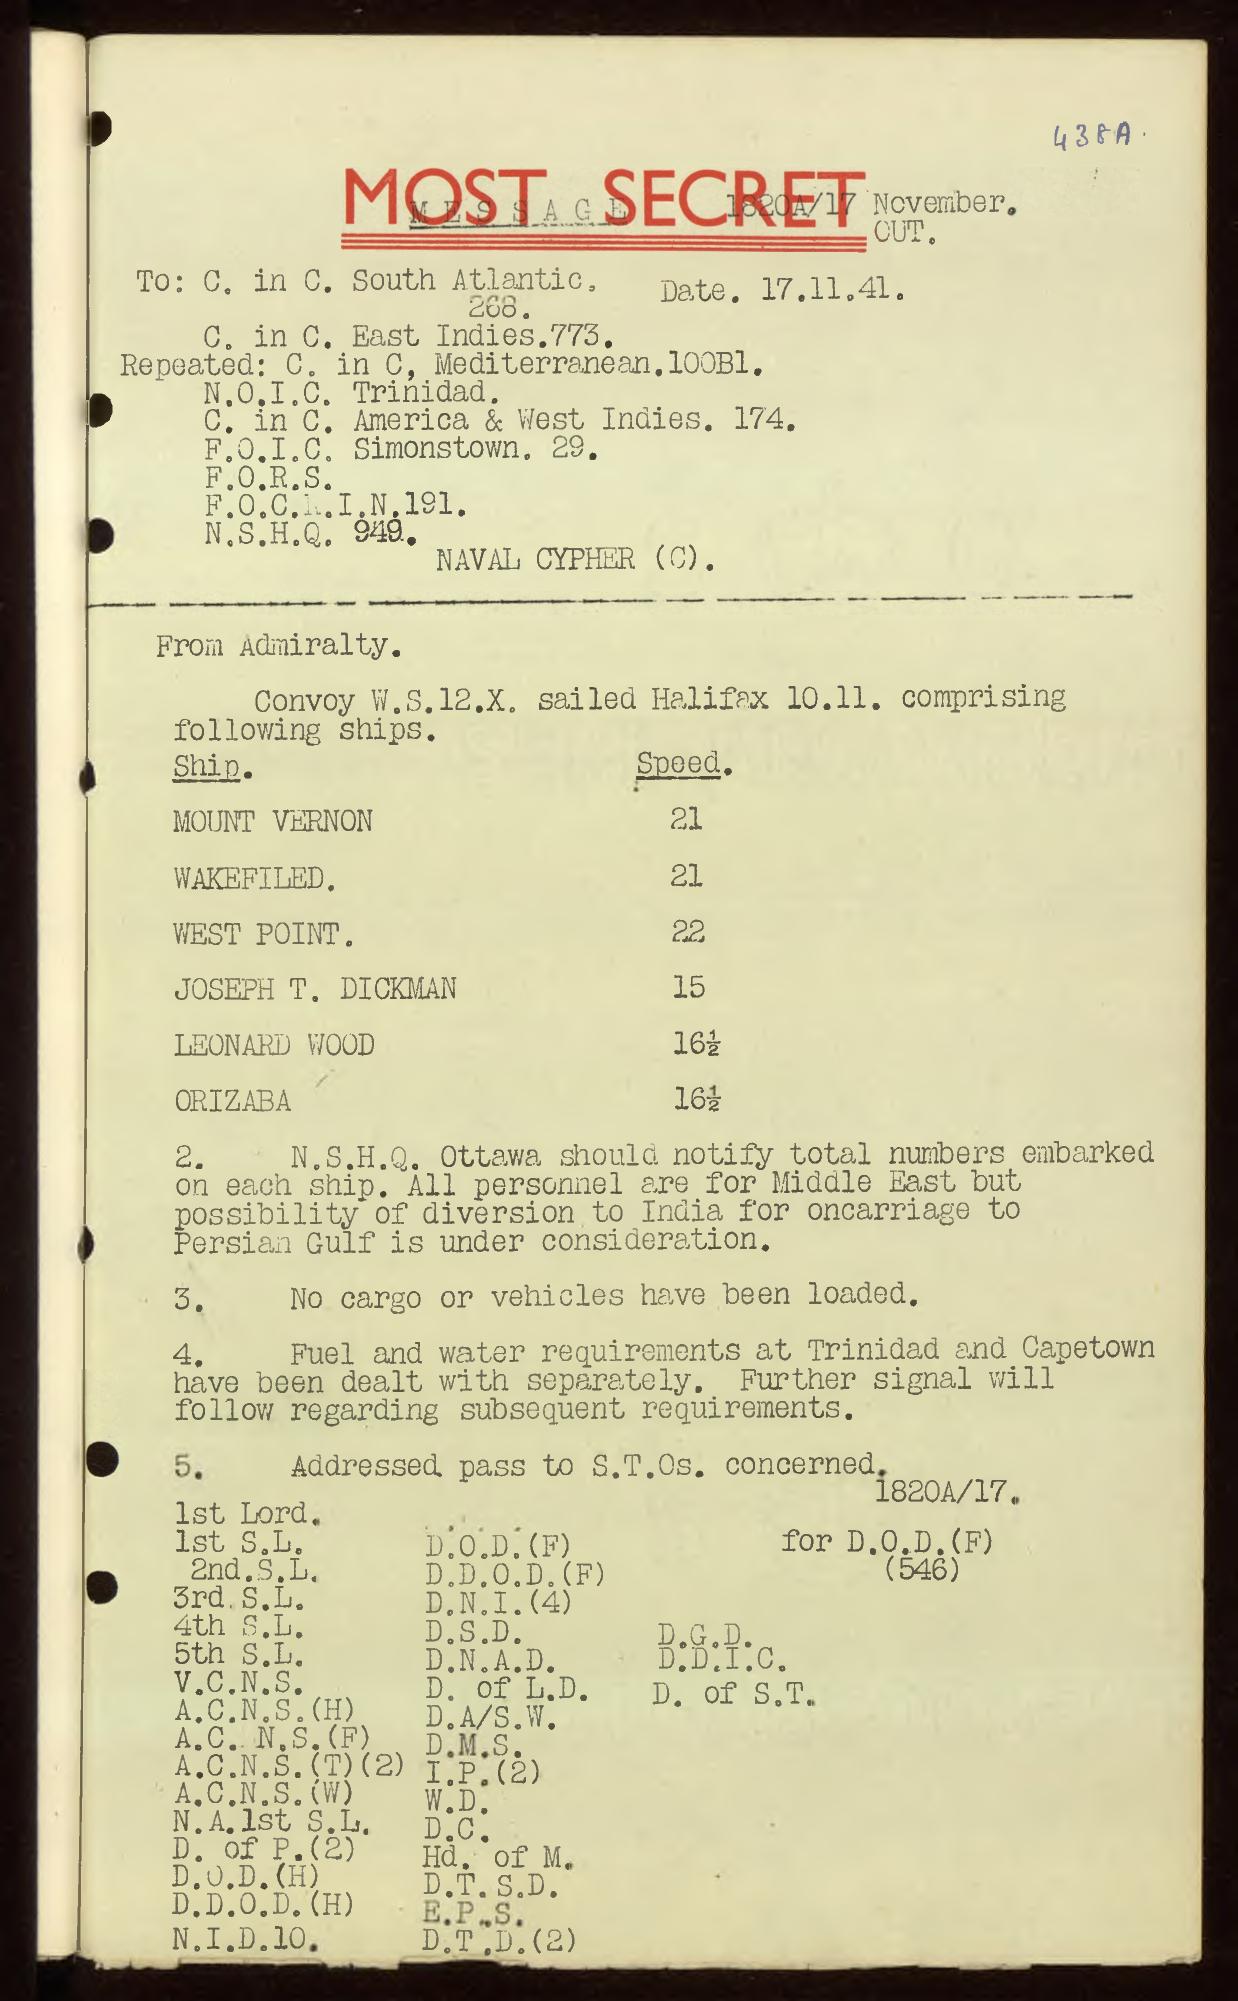 438A.
MOST SECRET
MESSAGE 1820A/17 November.
OUT.
To: C. in C. South Atlantic. Date. 17.11.41.
268.
C. in C. East Indies.773.
Repeated: C. in C, Mediterranean.100B1.
N.O.I.C. Trinidad.
C. in C. America & West Indies. 174.
F.O.I.C. Simonstown. 29.
F.O.R.S.
F.O.C.R.I.N.191.
N.S.H.Q. 949.
NAVAL CYPHER (C).
From Admiralty.
Convoy W.S.12.X. sailed Halifax 10.11. comprising
following ships.
Ship. Speed.
MOUNT VERNON 21
WAKEFILED. 21
WEST POINT. 22
JOSEPH T. DICKMAN 15
LEONARD WOOD 16½
ORIZABA 16½
2. N.S.H.Q. Ottawa should notify total numbers embarked
on each ship. All personnel are for Middle East but
possibility of diversion to India for oncarriage to
Persian Gulf is under consideration.
3. No cargo or vehicles have been loaded.
4. Fuel and water requirements at Trinidad and Capetown
have been dealt with separately. Further signal will
follow regarding subsequent requirements.
5. Addressed pass to S.T.Os. concerned.
1820A/17.
for D.O.D.(F)
(546)
1st Lord.
1st S.L.
2nd.S.L.
3rd.S.L.
4th S.L.
5th S.L.
V.C.N.S.
A.C.N.S.(H)
A.C. N.S.(F)
A.C.N.S.(T)(2)
A.C.N.S.(W)
N.A.1st S.L.
D. of P.(2)
D.O.D.(H)
D.D.O.D.(H)
N.I.D.10.
D.O.D.(F)
D.D.O.D.(F)
D.N.I.(4)
D.S.D.
D.N.A.D.
D. of L.D.
D.A/S.W.
D.M.S.
I.P.(2)
W.D.
D.C.
Hd. of M.
D.T.S.D.
E.P.S.
D.T.D.(2)
D.G.D.
D.D.I.C.
D. of S.T.